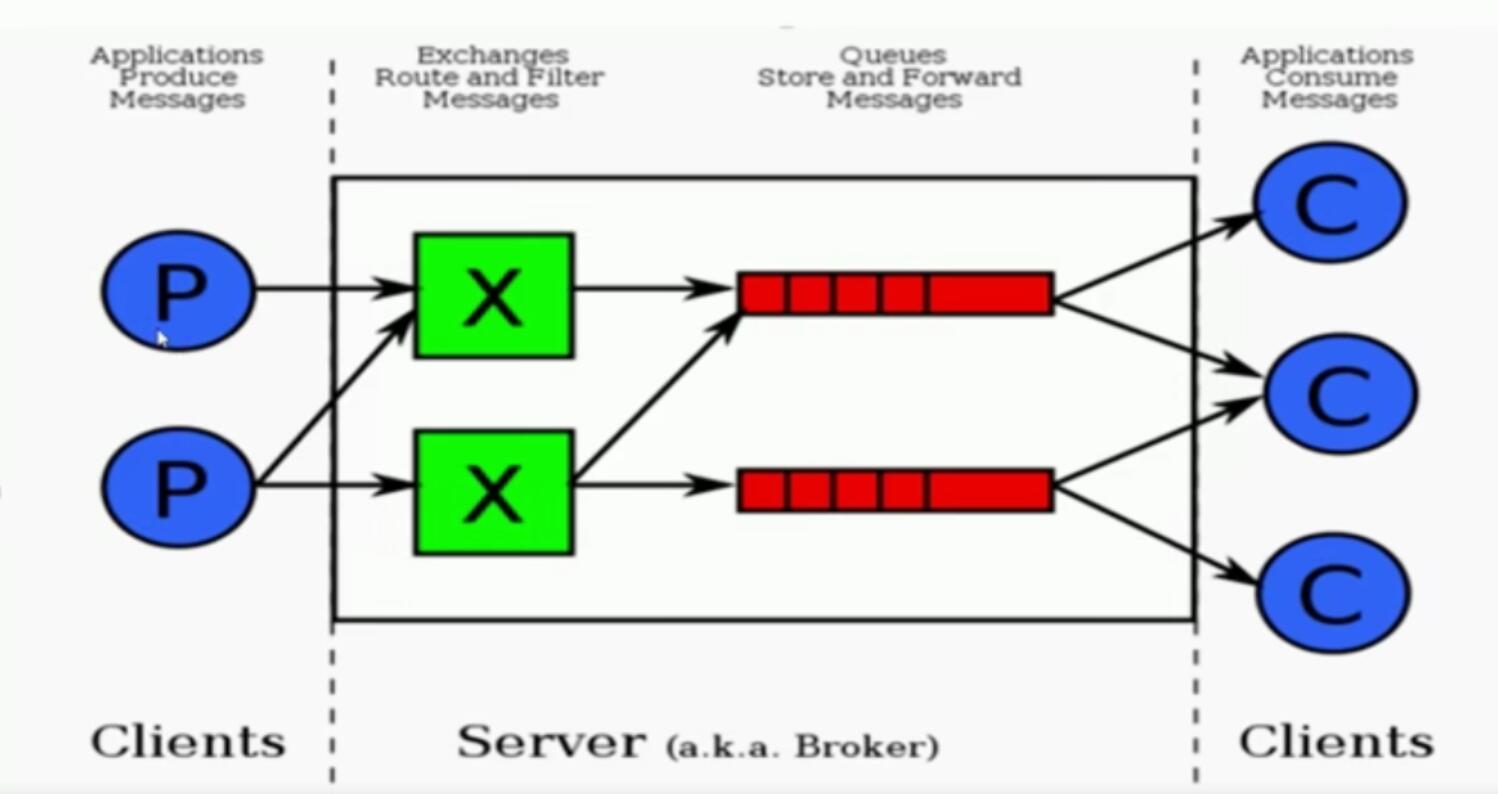 Applications
Produce
Messages
Exchanges
Route and Filter
Messages
Queues
Store and Forward
Messages
Applications
Consume
Messages
P
X
C
C
P
X
C
Clients
Server (a.k.a. Broker)
Clients